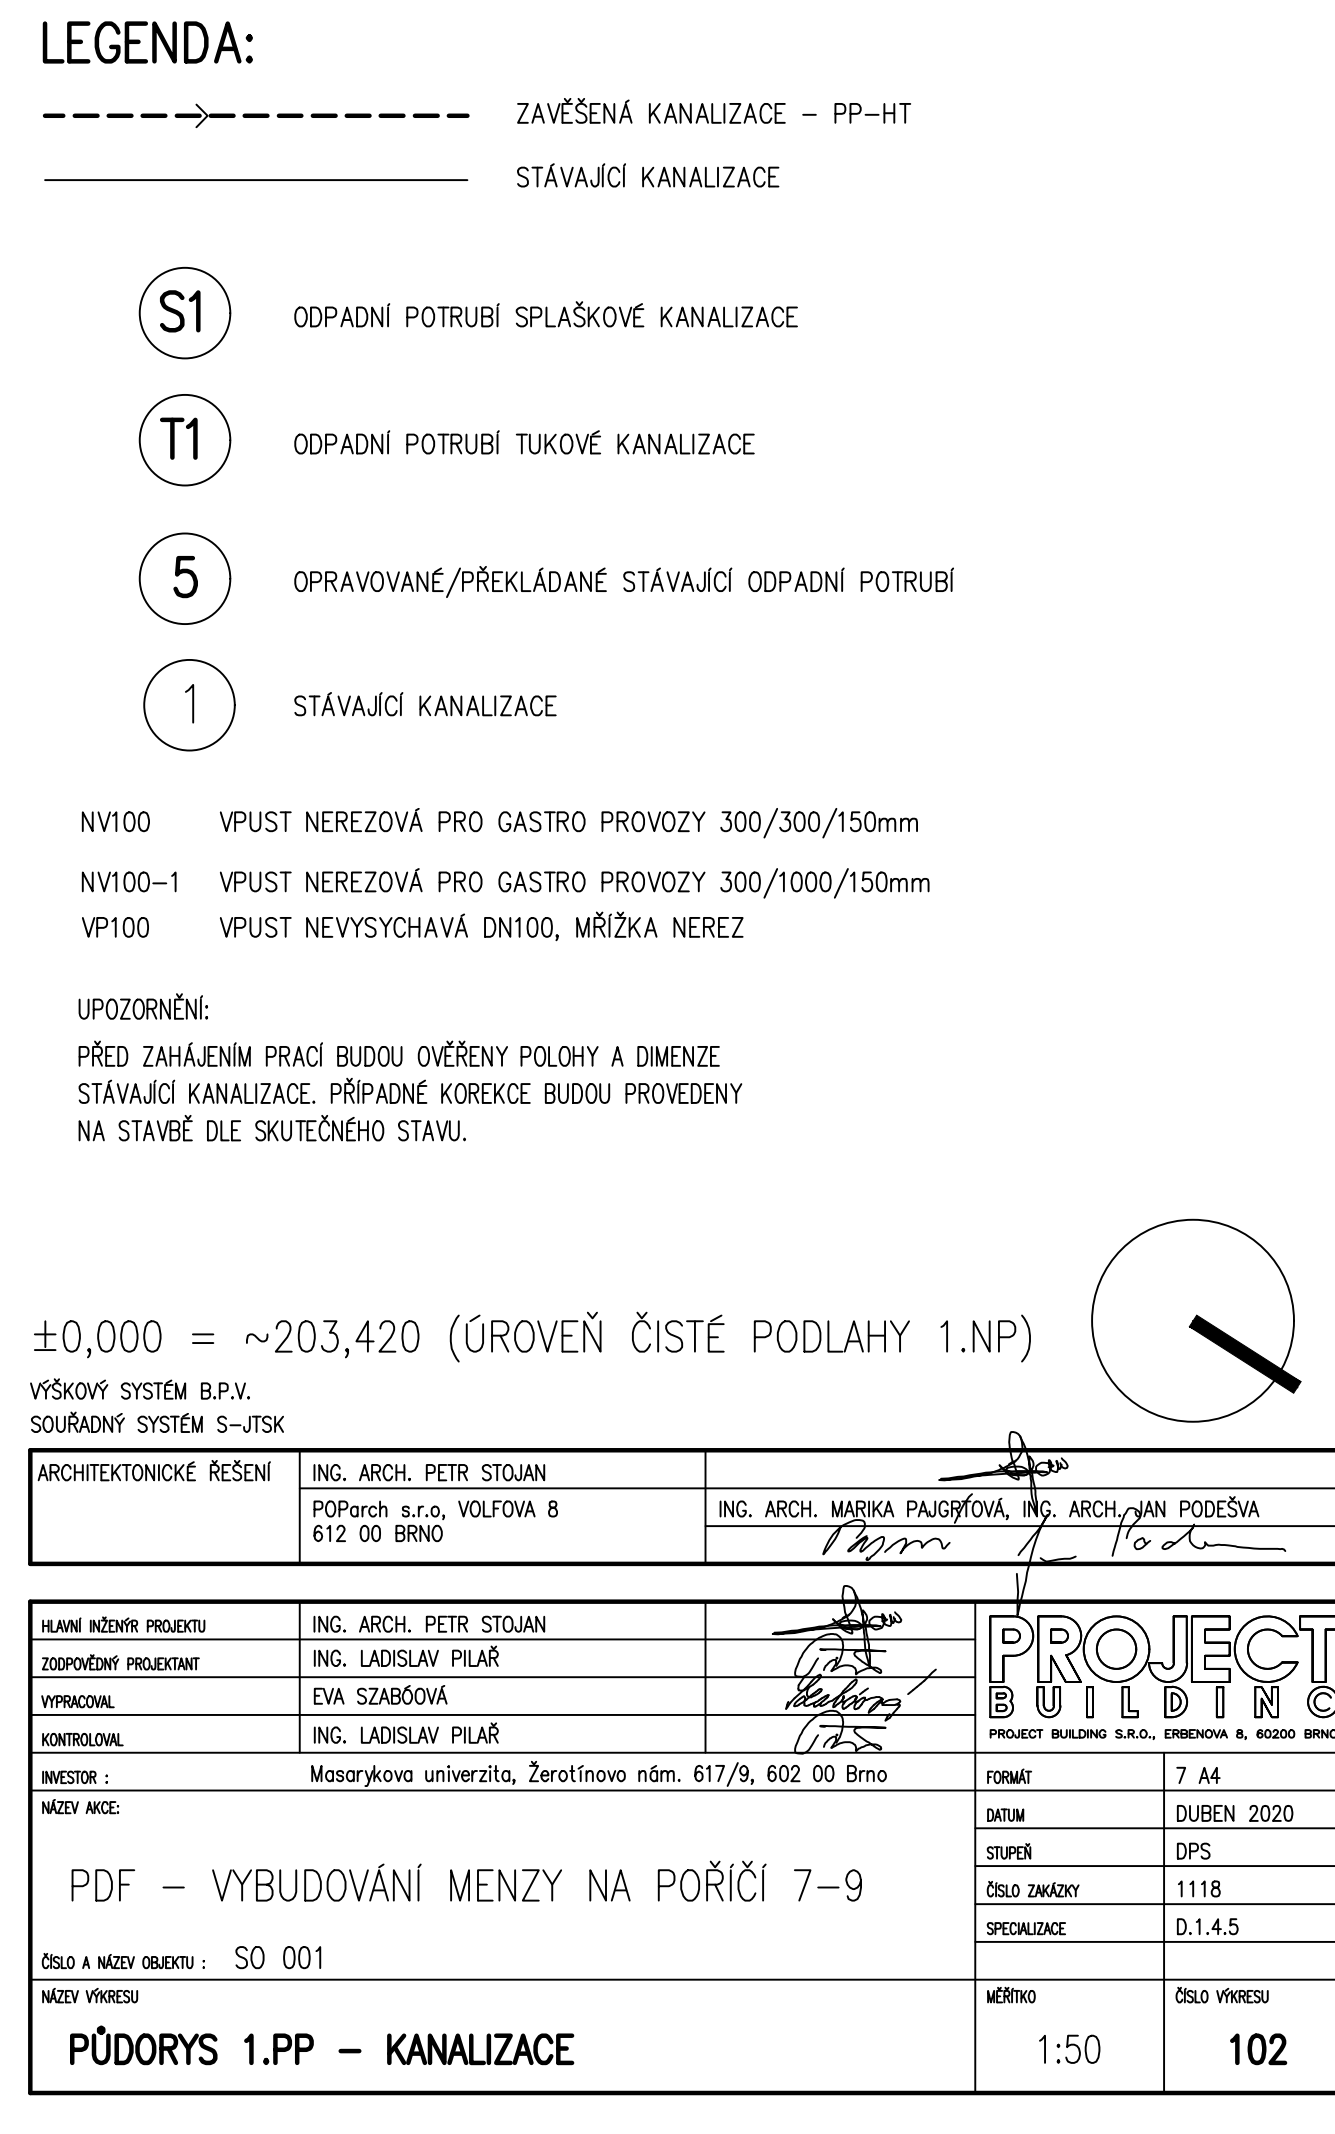 LEGENDA:
ZAVĚŠENÁ KANALIZACE – PP–HT
STÁVAJÍCÍ KANALIZACE
S1 ODPADNÍ POTRUBÍ SPLAŠKOVÉ KANALIZACE
T1 ODPADNÍ POTRUBÍ TUKOVÉ KANALIZACE
5 OPRAVOVANÉ/PŘEKLÁDANÉ STÁVAJÍCÍ ODPADNÍ POTRUBÍ
1 STÁVAJÍCÍ KANALIZACE
NV100 VPUST NEREZOVÁ PRO GASTRO PROVOZY 300/300/150mm
NV100–1 VPUST NEREZOVÁ PRO GASTRO PROVOZY 300/1000/150mm
VP100 VPUST NEVYSYCHAVÁ DN100, MŘÍŽKA NEREZ
UPOZORNĚNÍ:
PŘED ZAHÁJENÍM PRACÍ BUDOU OVĚŘENY POLOHY A DIMENZE
STÁVAJÍCÍ KANALIZACE. PŘÍPADNÉ KOREKCE BUDOU PROVEDENY
NA STAVBĚ DLE SKUTEČNÉHO STAVU.
±0,000 = ~203,420 (ÚROVEŇ ČISTÉ PODLAHY 1.NP)
VÝŠKOVÝ SYSTÉM B.P.V.
SOUŘADNÝ SYSTÉM S–JTSK
ARCHITEKTONICKÉ ŘEŠENÍ ING. ARCH. PETR STOJAN
POParch s.r.o, VOLFOVA 8 ING. ARCH. MARIKA PAJGRTOVÁ, ING. ARCH. JAN PODEŠVA
612 00 BRNO
HLAVNÍ INŽENÝR PROJEKTU ING. ARCH. PETR STOJAN
ZODPOVĚDNÝ PROJEKTANT ING. LADISLAV PILAŘ
VYPRACOVAL EVA SZABÓOVÁ
KONTROLOVAL ING. LADISLAV PILAŘ
PROJECT
BUILDING
PROJECT BUILDING S.R.O., ERBENOVA 8, 60200 BRNO
INVESTOR : Masarykova univerzita, Žerotínovo nám. 617/9, 602 00 Brno
FORMÁT 7 A4
NÁZEV AKCE:
DATUM DUBEN 2020
STUPEŇ DPS
PDF – VYBUDOVÁNÍ MENZY NA POŘÍČÍ 7–9
ČÍSLO ZAKÁZKY 1118
SPECIALIZACE D.1.4.5
ČÍSLO A NÁZEV OBJEKTU : SO 001
NÁZEV VÝKRESU
PŮDORYS 1.PP – KANALIZACE
MĚŘÍTKO
1:50
ČÍSLO VÝKRESU
102